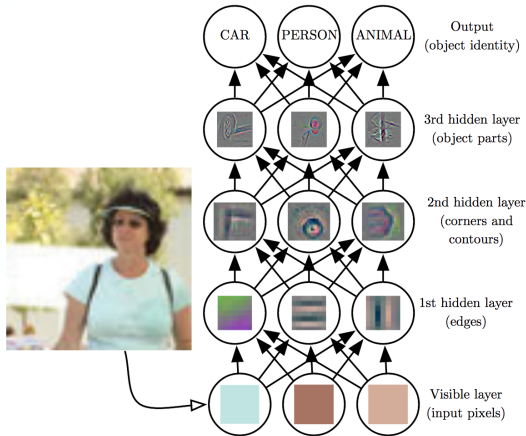 CAR PERSON ANIMAL
Output
(object identity)
3rd hidden layer
(object parts)
2nd hidden layer
(corners and
contours)
1st hidden layer
(edges)
Visible layer
(input pixels)